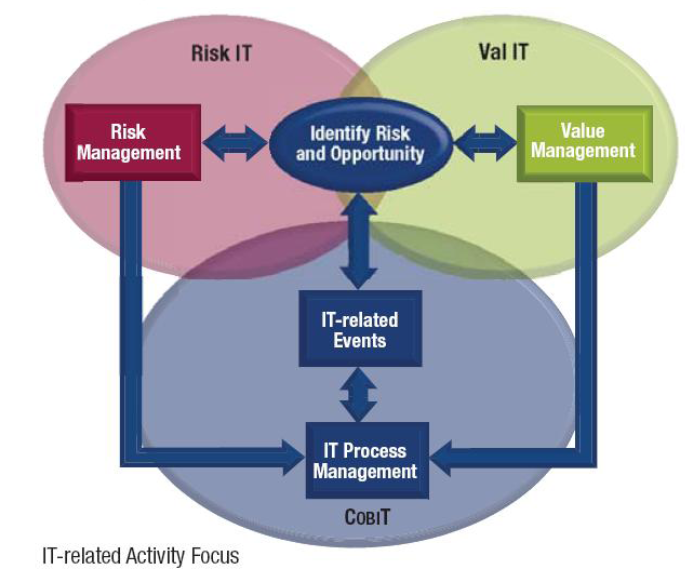 Risk IT
Val IT
Risk
Management
Identify Risk
and Opportunity
Value
Management
IT-related
Events
IT Process
Management
COBIT
IT-related Activity Focus